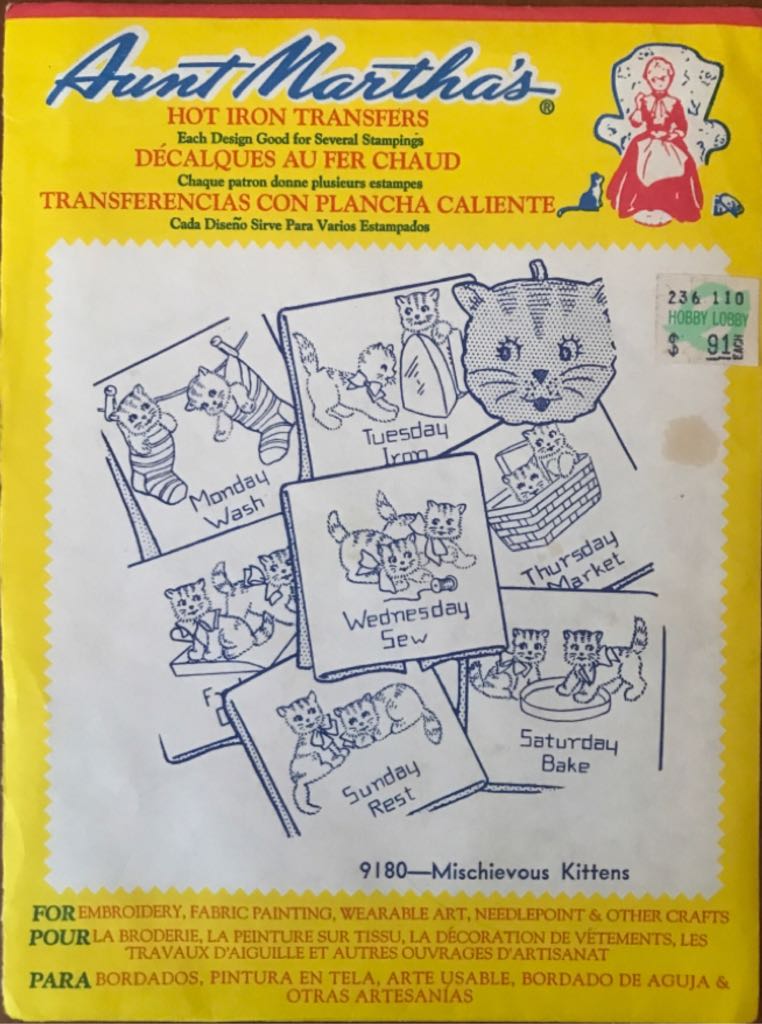 Aunt Martha's®
HOT IRON TRANSFERS
Each Design Good for Several Stampings
DÉCALQUES AU FER CHAUD
Chaque patron donne plusieurs estampes
TRANSFERENCIAS CON PLANCHA CALIENTE
Cada Diseño Sirve Para Varios Estampados
236 110
HOBBY LOBBY
$ .91 EACH
Tuesday
Iron
Monday
Wash
Thursday
Market
Wednesday
Sew
Saturday
Bake
Sunday
Rest
9180—Mischievous Kittens
FOR EMBROIDERY, FABRIC PAINTING, WEARABLE ART, NEEDLEPOINT & OTHER CRAFTS
POUR LA BRODERIE, LA PEINTURE SUR TISSU, LA DÉCORATION DE VÉTEMENTS, LES
TRAVAUX D'AIGUILLE ET AUTRES OUVRAGES D'ARTISANAT
PARA BORDADOS, PINTURA EN TELA, ARTE USABLE, BORDADO DE AGUJA &
OTRAS ARTESANÍAS